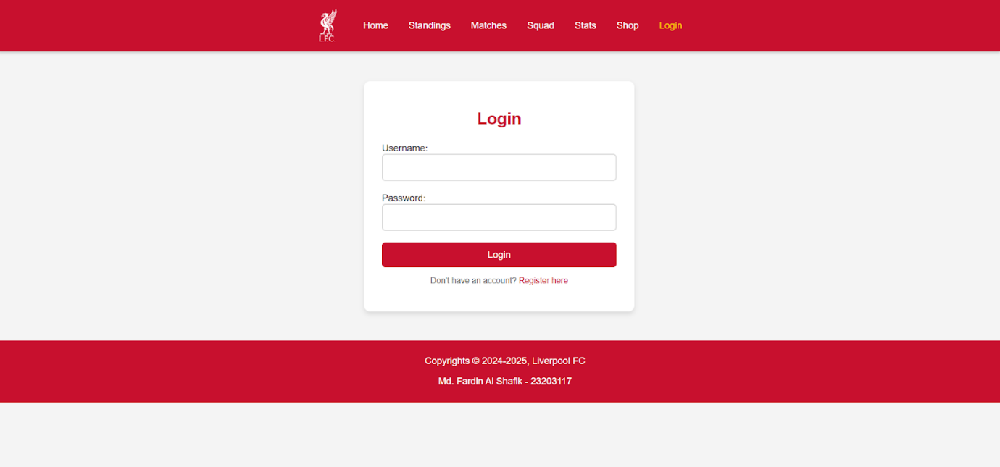 L.F.C.
Home Standings Matches Squad Stats Shop Login
Login
Username:
Password:
Login
Don't have an account? Register here
Copyrights © 2024-2025, Liverpool FC
Md. Fardin Al Shafik - 23203117